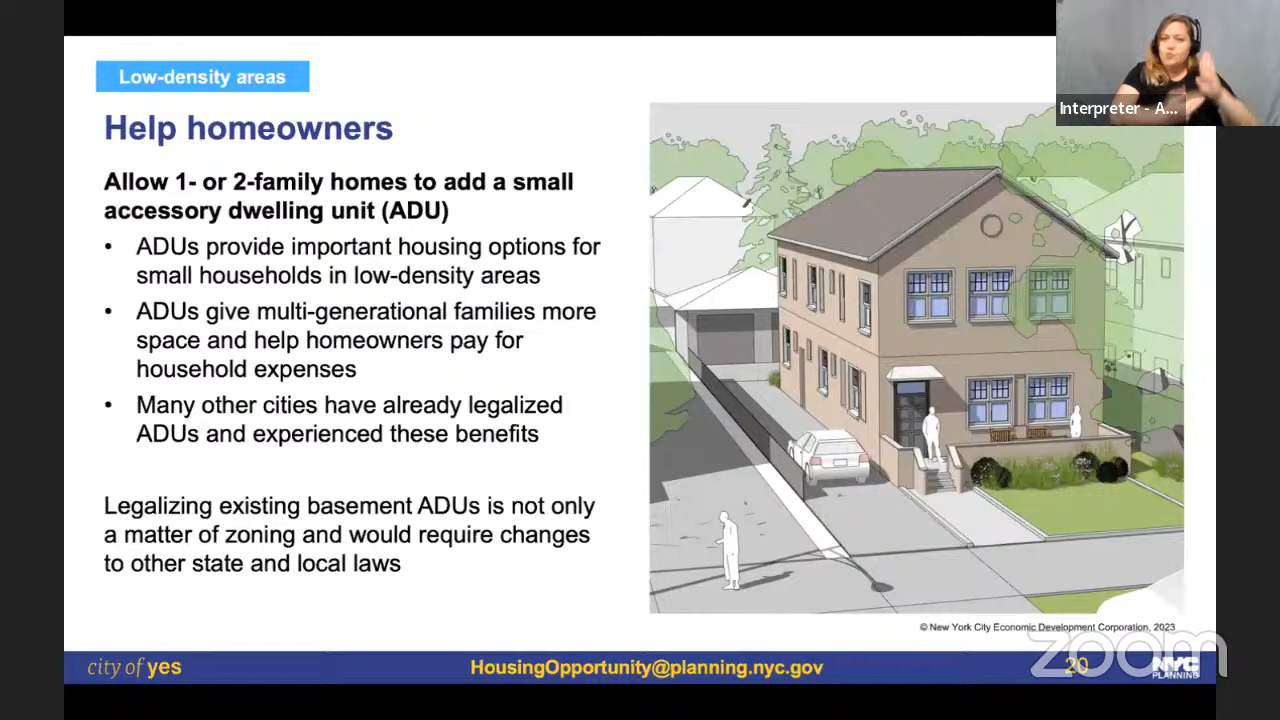 Low-density areas
Interpreter - A...
Help homeowners
Allow 1- or 2-family homes to add a small
accessory dwelling unit (ADU)
• ADUs provide important housing options for
small households in low-density areas
• ADUs give multi-generational families more
space and help homeowners pay for
household expenses
• Many other cities have already legalized
ADUs and experienced these benefits
Legalizing existing basement ADUs is not only
a matter of zoning and would require changes
to other state and local laws
© New York City Economic Development Corporation, 2023
zoom
city of yes
HousingOpportunity@planning.nyc.gov
20
NYC
PLANNING